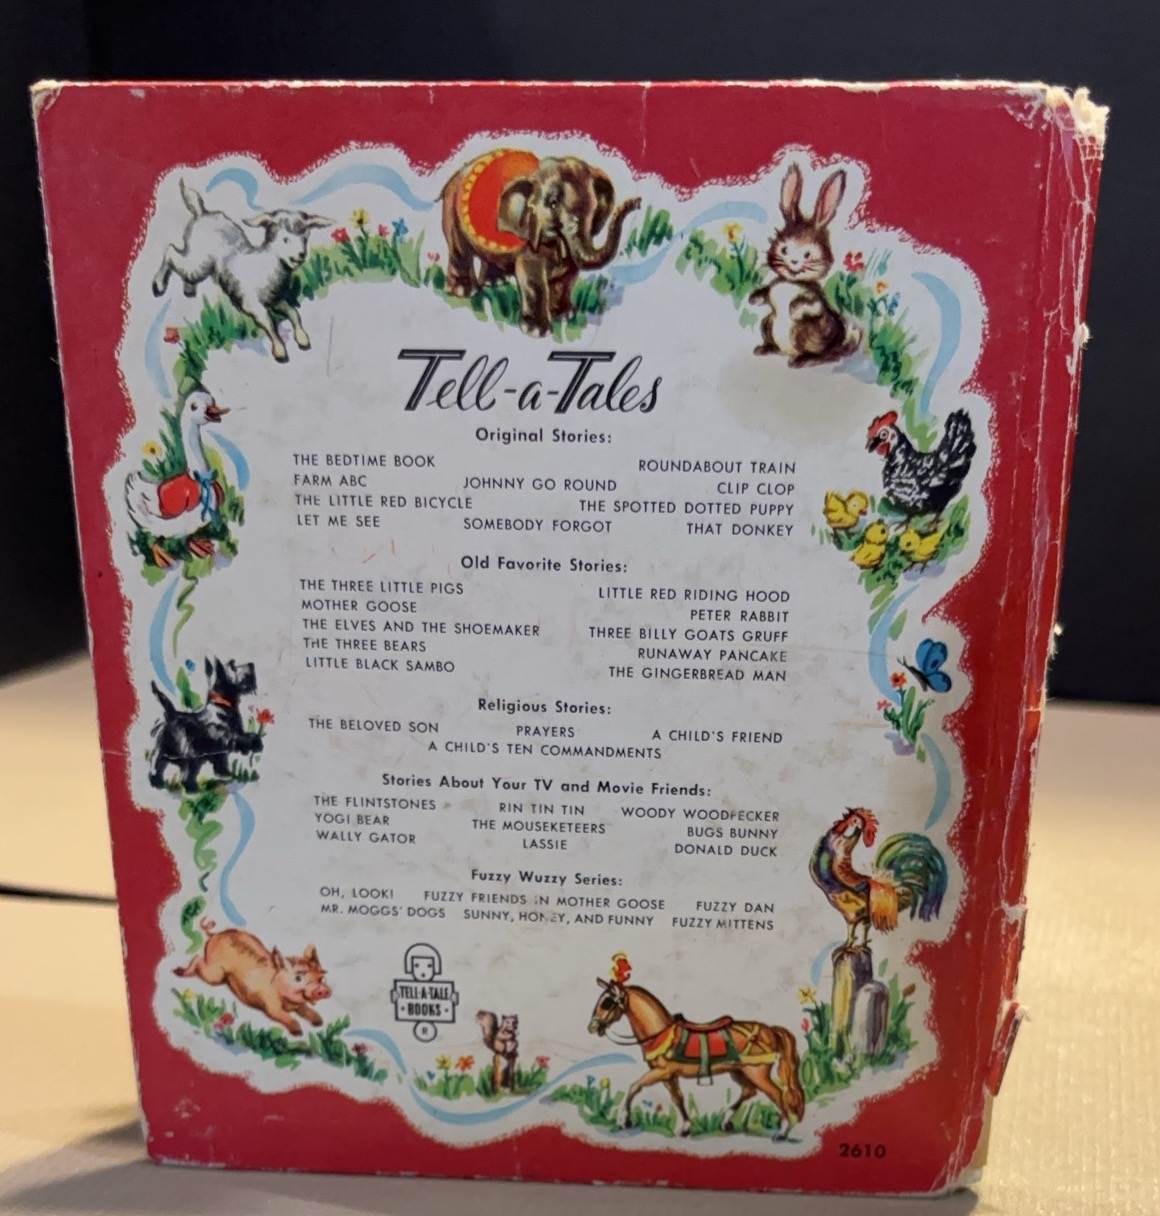 Tell-a-Tales
Original Stories:
THE BEDTIME BOOK ROUNDABOUT TRAIN
FARM ABC JOHNNY GO ROUND CLIP CLOP
THE LITTLE RED BICYCLE THE SPOTTED DOTTED PUPPY
LET ME SEE SOMEBODY FORGOT THAT DONKEY
Old Favorite Stories:
THE THREE LITTLE PIGS LITTLE RED RIDING HOOD
MOTHER GOOSE PETER RABBIT
THE ELVES AND THE SHOEMAKER THREE BILLY GOATS GRUFF
THE THREE BEARS RUNAWAY PANCAKE
LITTLE BLACK SAMBO THE GINGERBREAD MAN
Religious Stories:
THE BELOVED SON PRAYERS A CHILD'S FRIEND
A CHILD'S TEN COMMANDMENTS
Stories About Your TV and Movie Friends:
THE FLINTSTONES RIN TIN TIN WOODY WOODPECKER
YOGI BEAR THE MOUSEKETEERS BUGS BUNNY
WALLY GATOR LASSIE DONALD DUCK
Fuzzy Wuzzy Series:
OH, LOOK! FUZZY FRIENDS IN MOTHER GOOSE FUZZY DAN
MR. MOGGS' DOGS SUNNY, HONEY, AND FUNNY FUZZY MITTENS
TELL-A-TALE
• BOOKS •
®
2610